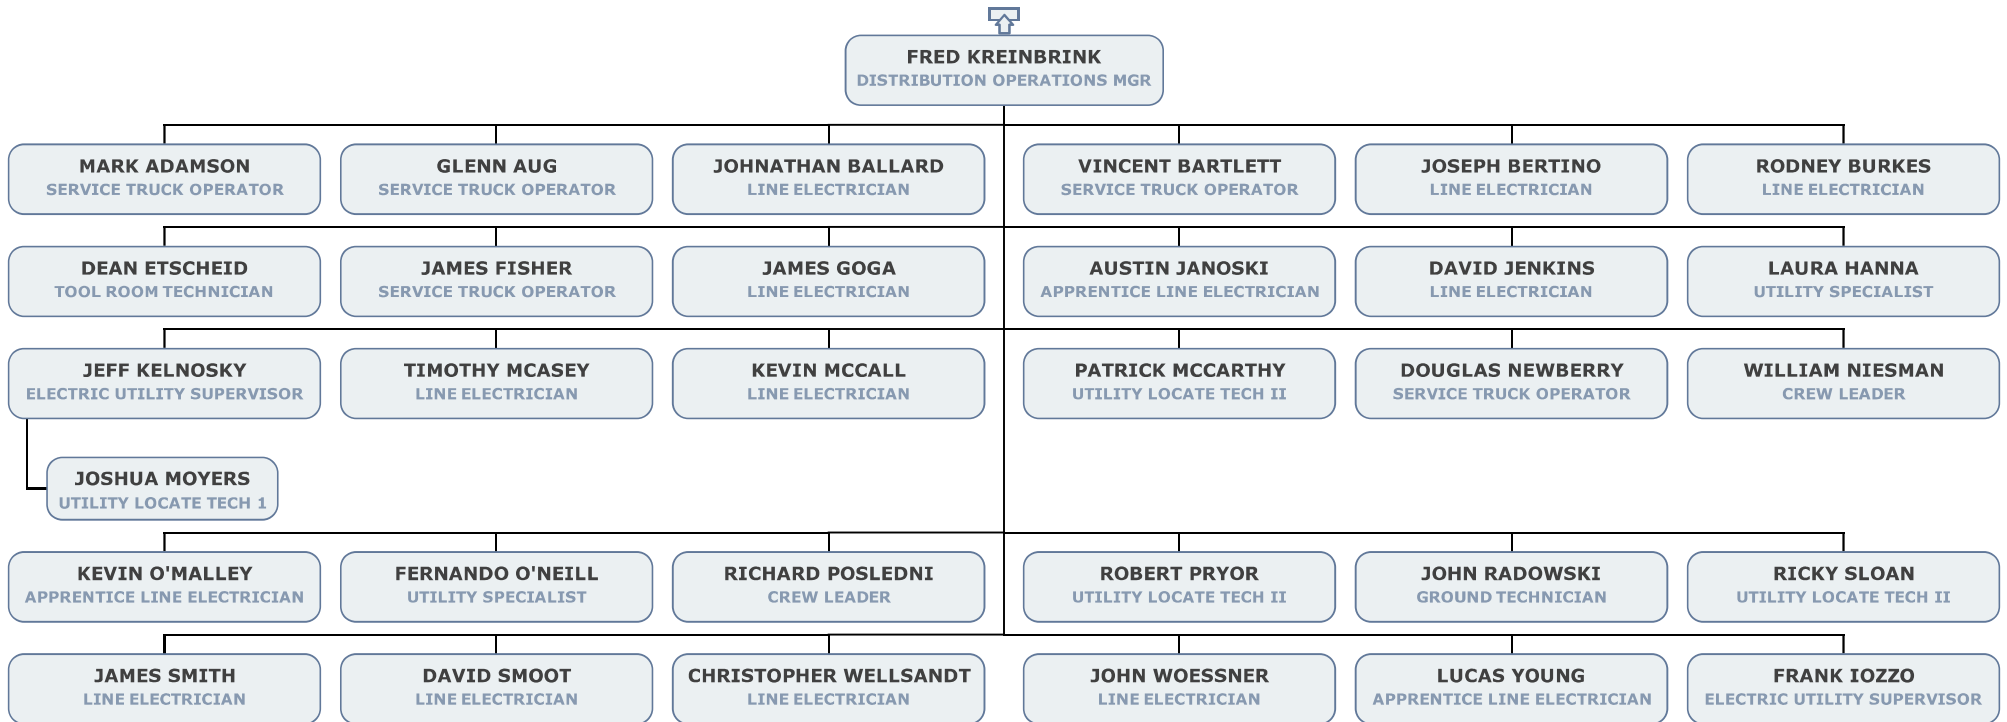 FRED KREINBRINK
DISTRIBUTION OPERATIONS MGR
MARK ADAMSON
SERVICE TRUCK OPERATOR
GLENN AUG
SERVICE TRUCK OPERATOR
JOHNATHAN BALLARD
LINE ELECTRICIAN
VINCENT BARTLETT
SERVICE TRUCK OPERATOR
JOSEPH BERTINO
LINE ELECTRICIAN
RODNEY BURKES
LINE ELECTRICIAN
DEAN ETSCHEID
TOOL ROOM TECHNICIAN
JAMES FISHER
SERVICE TRUCK OPERATOR
JAMES GOGA
LINE ELECTRICIAN
AUSTIN JANOSKI
APPRENTICE LINE ELECTRICIAN
DAVID JENKINS
LINE ELECTRICIAN
LAURA HANNA
UTILITY SPECIALIST
JEFF KELNOSKY
ELECTRIC UTILITY SUPERVISOR
TIMOTHY MCASEY
LINE ELECTRICIAN
KEVIN MCCALL
LINE ELECTRICIAN
PATRICK MCCARTHY
UTILITY LOCATE TECH II
DOUGLAS NEWBERRY
SERVICE TRUCK OPERATOR
WILLIAM NIESMAN
CREW LEADER
JOSHUA MOYERS
UTILITY LOCATE TECH 1
KEVIN O'MALLEY
APPRENTICE LINE ELECTRICIAN
FERNANDO O'NEILL
UTILITY SPECIALIST
RICHARD POSLEDNI
CREW LEADER
ROBERT PRYOR
UTILITY LOCATE TECH II
JOHN RADOWSKI
GROUND TECHNICIAN
RICKY SLOAN
UTILITY LOCATE TECH II
JAMES SMITH
LINE ELECTRICIAN
DAVID SMOOT
LINE ELECTRICIAN
CHRISTOPHER WELLSANDT
LINE ELECTRICIAN
JOHN WOESSNER
LINE ELECTRICIAN
LUCAS YOUNG
APPRENTICE LINE ELECTRICIAN
FRANK IOZZO
ELECTRIC UTILITY SUPERVISOR